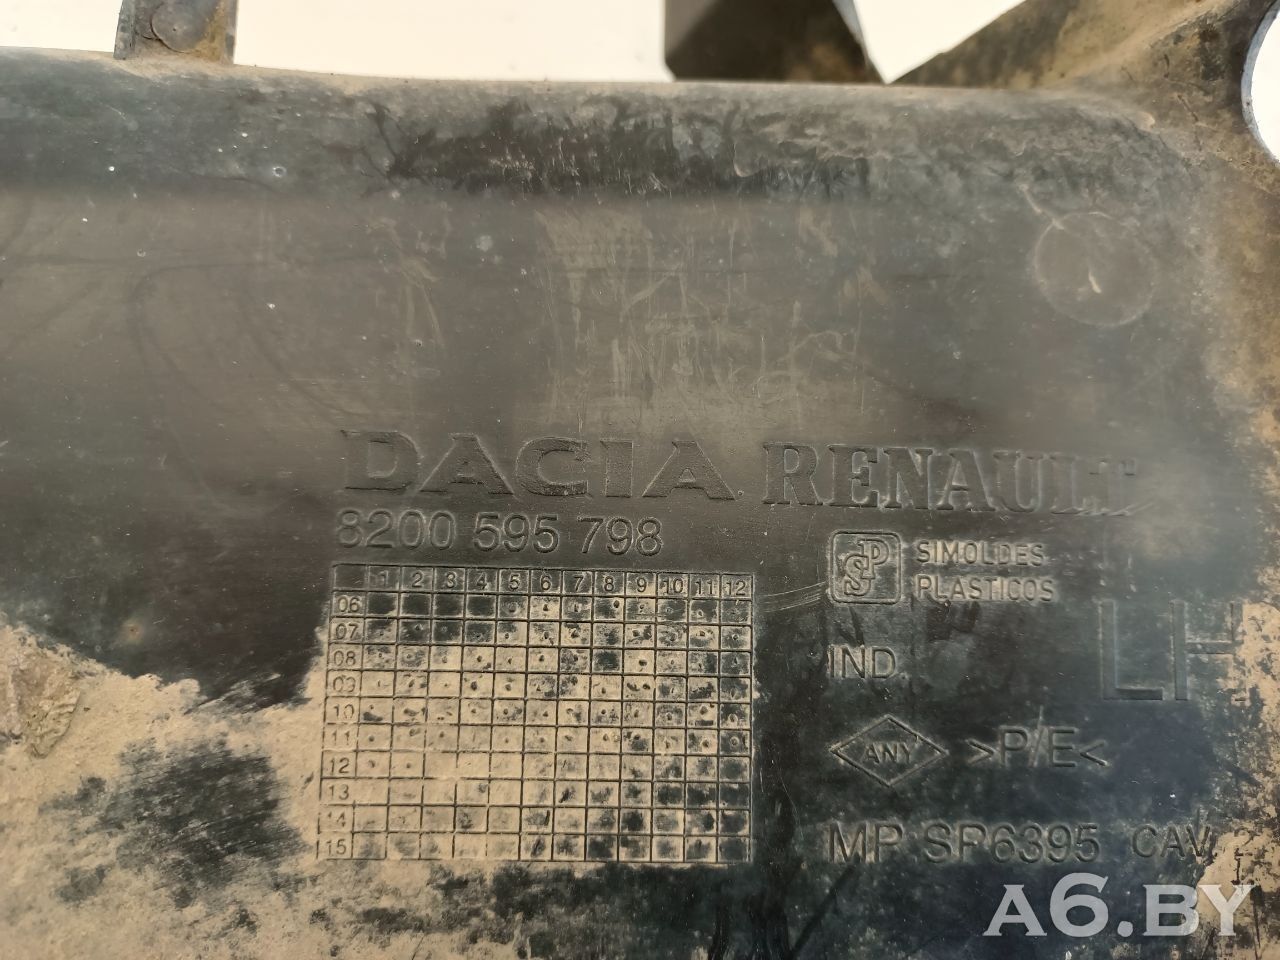 DACIA RENAULT
8200 595 798
SJP SIMOLDES
PLASTICOS
1 2 3 4 5 6 7 8 9 10 11 12
06
07
08
09
10
11
12
13
14
15
IND.
LH
ANY >P/E<
MP SP6395 CAV
A6.BY